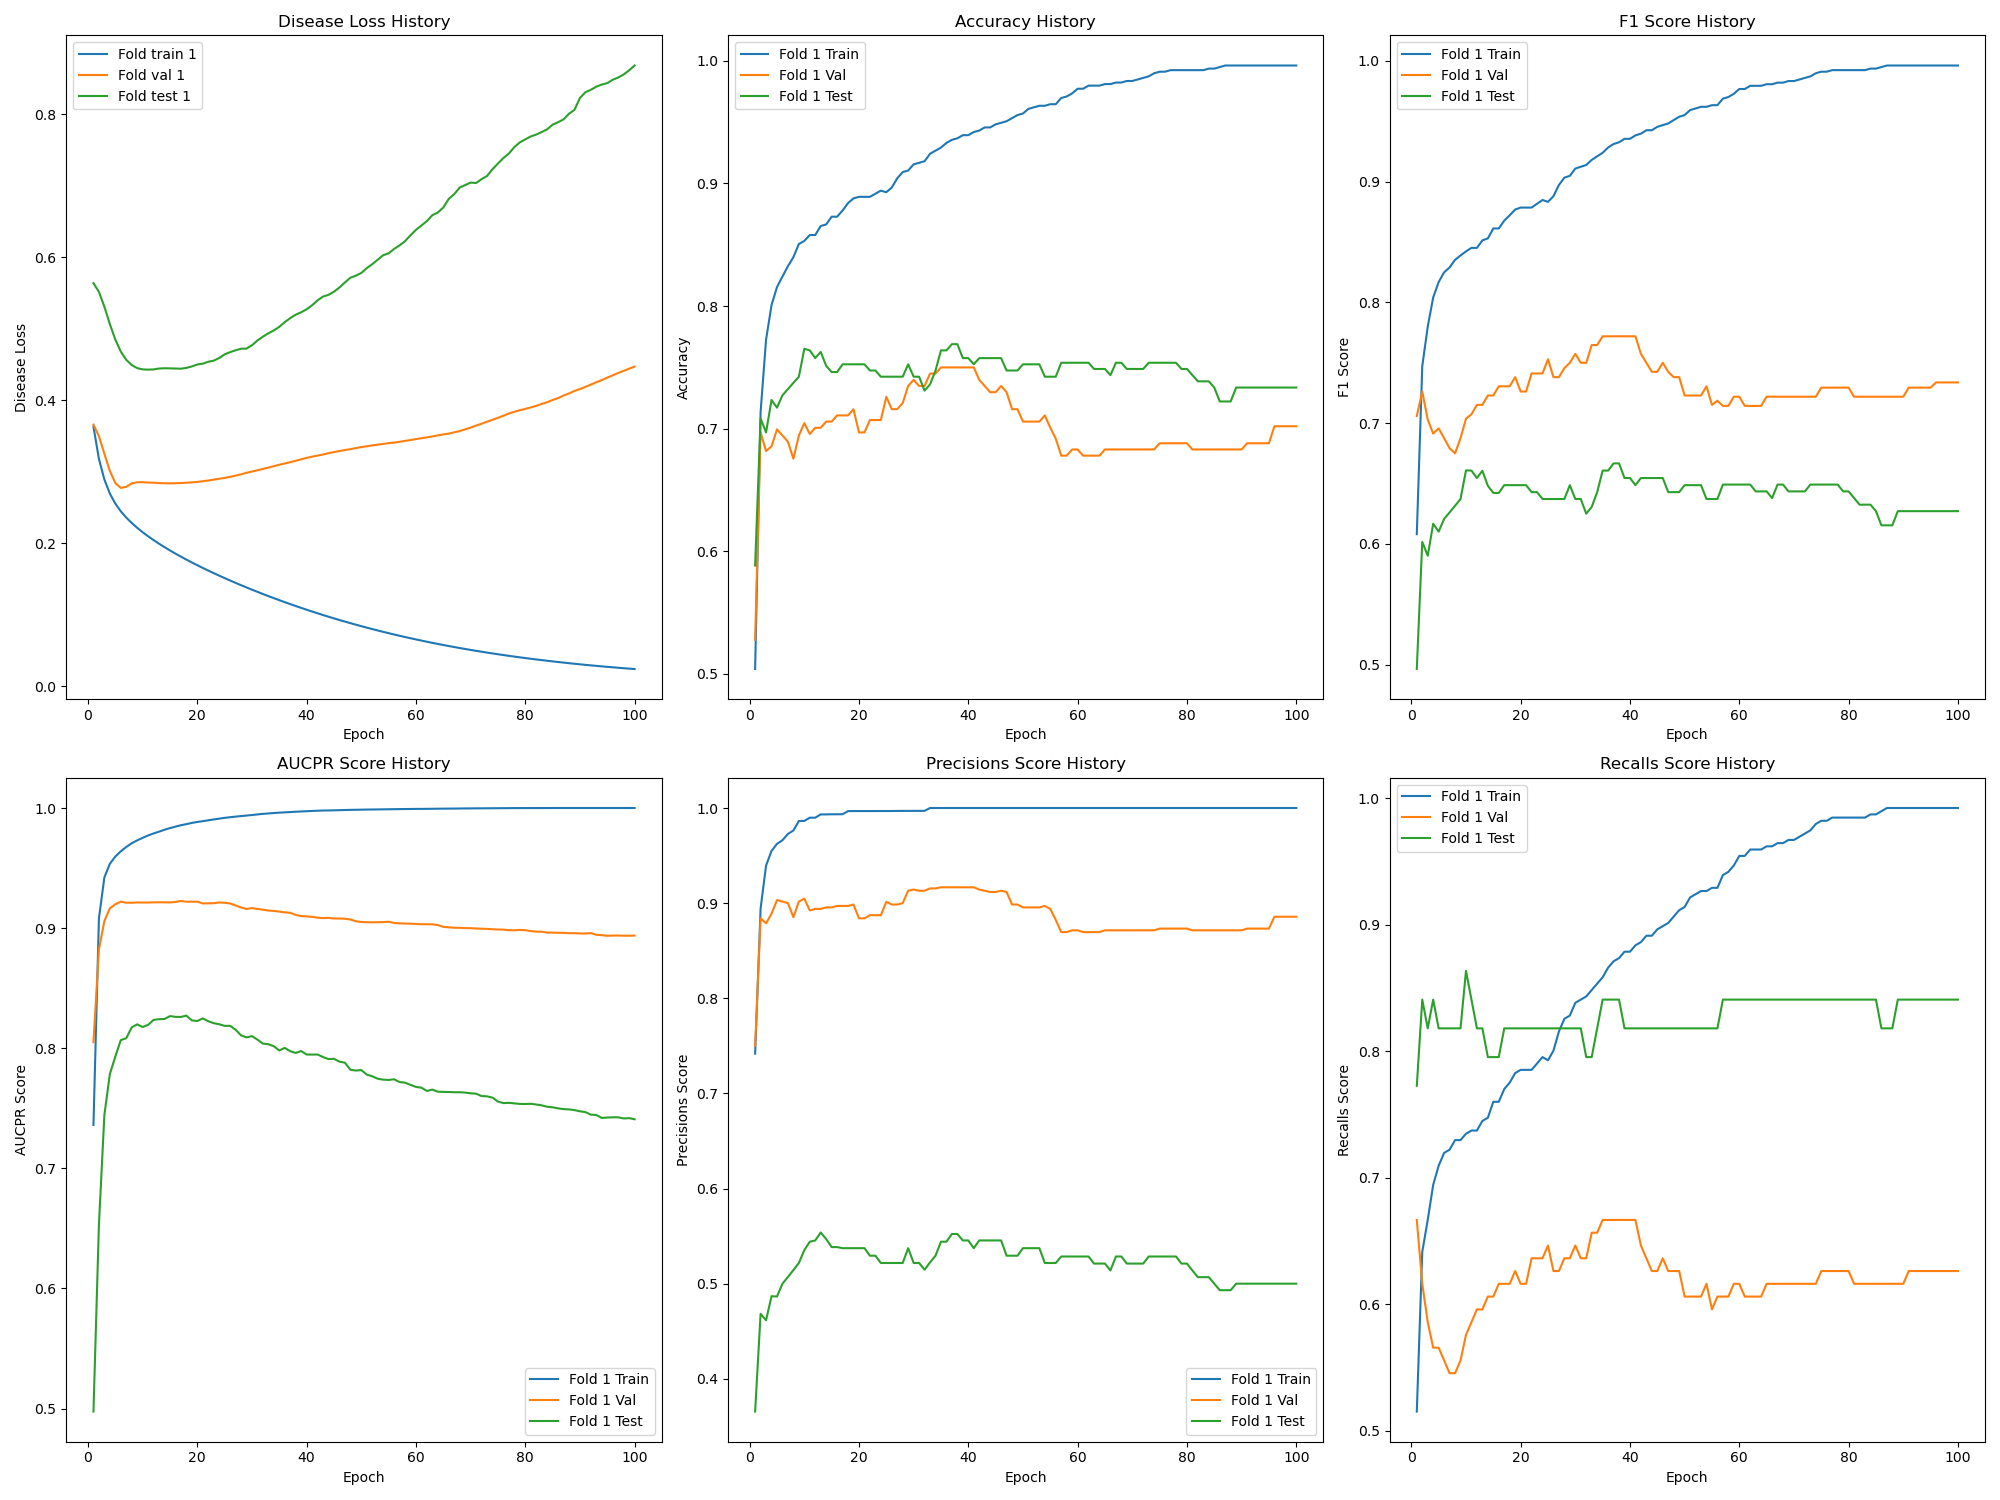 Disease Loss History
Fold train 1
Fold val 1
Fold test 1
Disease Loss
0.8
0.6
0.4
0.2
0.0
0 20 40 60 80 100
Epoch
Accuracy History
Fold 1 Train
Fold 1 Val
Fold 1 Test
Accuracy
1.0
0.9
0.8
0.7
0.6
0.5
0 20 40 60 80 100
Epoch
F1 Score History
Fold 1 Train
Fold 1 Val
Fold 1 Test
F1 Score
1.0
0.9
0.8
0.7
0.6
0.5
0 20 40 60 80 100
Epoch
AUCPR Score History
AUCPR Score
1.0
0.9
0.8
0.7
0.6
0.5
Fold 1 Train
Fold 1 Val
Fold 1 Test
0 20 40 60 80 100
Epoch
Precisions Score History
Precisions Score
1.0
0.9
0.8
0.7
0.6
0.5
0.4
Fold 1 Train
Fold 1 Val
Fold 1 Test
0 20 40 60 80 100
Epoch
Recalls Score History
Fold 1 Train
Fold 1 Val
Fold 1 Test
Recalls Score
1.0
0.9
0.8
0.7
0.6
0.5
0 20 40 60 80 100
Epoch